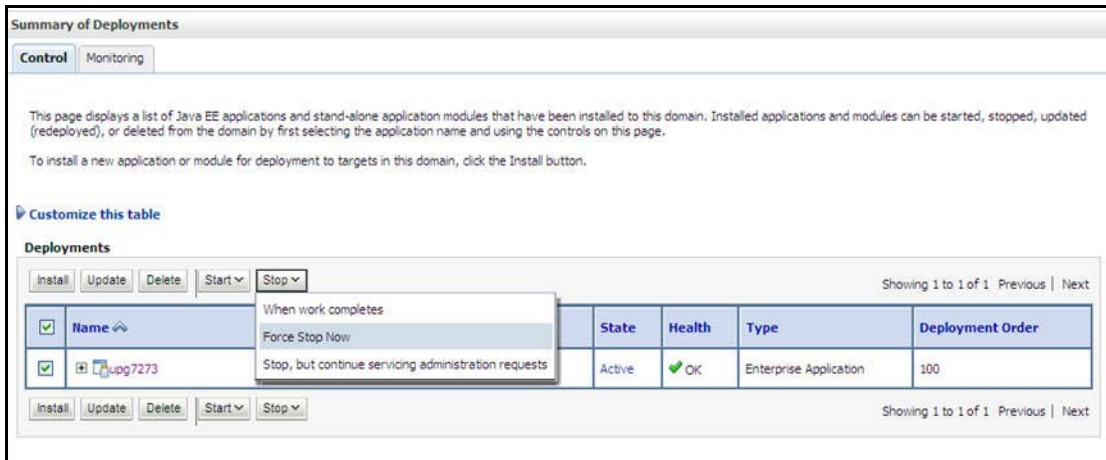 Summary of Deployments
Control Monitoring
This page displays a list of Java EE applications and stand-alone application modules that have been installed to this domain. Installed applications and modules can be started, stopped, updated
(redeployed), or deleted from the domain by first selecting the application name and using the controls on this page.
To install a new application or module for deployment to targets in this domain, click the Install button.
Customize this table
Deployments
Install Update Delete Start Stop Showing 1 to 1 of 1 Previous | Next
When work completes
Force Stop Now
Stop, but continue servicing administration requests
Name State Health Type Deployment Order
upg7273 Active OK Enterprise Application 100
Install Update Delete Start Stop Showing 1 to 1 of 1 Previous | Next